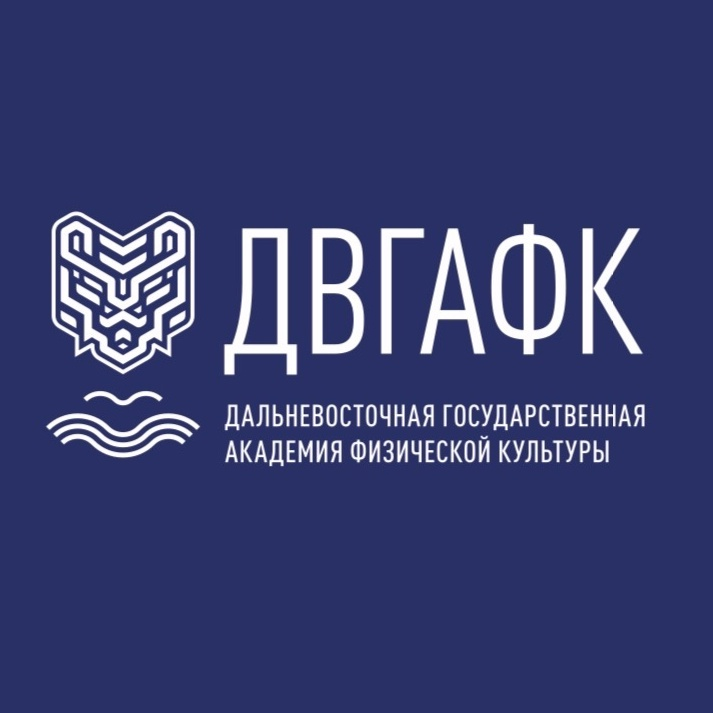 ДВГАФК
ДАЛЬНЕВОСТОЧНАЯ ГОСУДАРСТВЕННАЯ
АКАДЕМИЯ ФИЗИЧЕСКОЙ КУЛЬТУРЫ